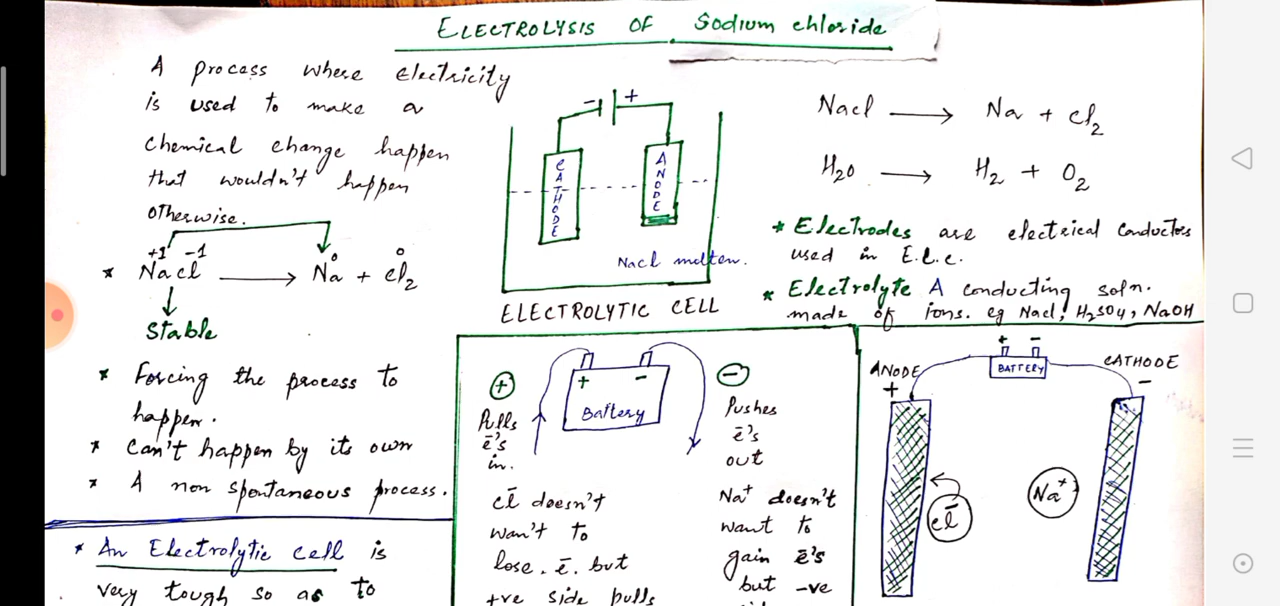 ELECTROLYSIS OF Sodium chloride
A process where electricity
is used to make a
chemical change happen
that wouldn't happen
otherwise.
+1 -1 0 0
* Nacl → Na + cl2
Stable
* Forcing the process to
happen.
* Can't happen by its own
* A non spontaneous process.
* An Electrolytic cell is
very tough so as to
- +
CATHODE
ANODE
Nacl molten.
ELECTROLYTIC CELL
Nacl → Na + cl2
H2O → H2 + O2
* Electrodes are electrical conductors
used in E.L.C.
* Electrolyte A conducting soln.
made of ions. eg Nacl, H2SO4, NaOH
+
Pulls
ē's
in.
+ -
Battery
-
Pushes
ē's
out
cl̄ doesn't
wan't to
lose. ē. but
+ve side pulls
Na+ doesn't
want to
gain ē's
but -ve
ANODE
+
+ -
BATTERY
CATHODE
-
cl̄
Na+